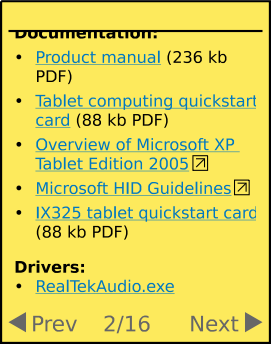 Documentation:
• Product manual (236 kb
PDF)
• Tablet computing quickstart
card (88 kb PDF)
• Overview of Microsoft XP
Tablet Edition 2005
• Microsoft HID Guidelines
• IX325 tablet quickstart card
(88 kb PDF)
Drivers:
• RealTekAudio.exe
Prev 2/16 Next